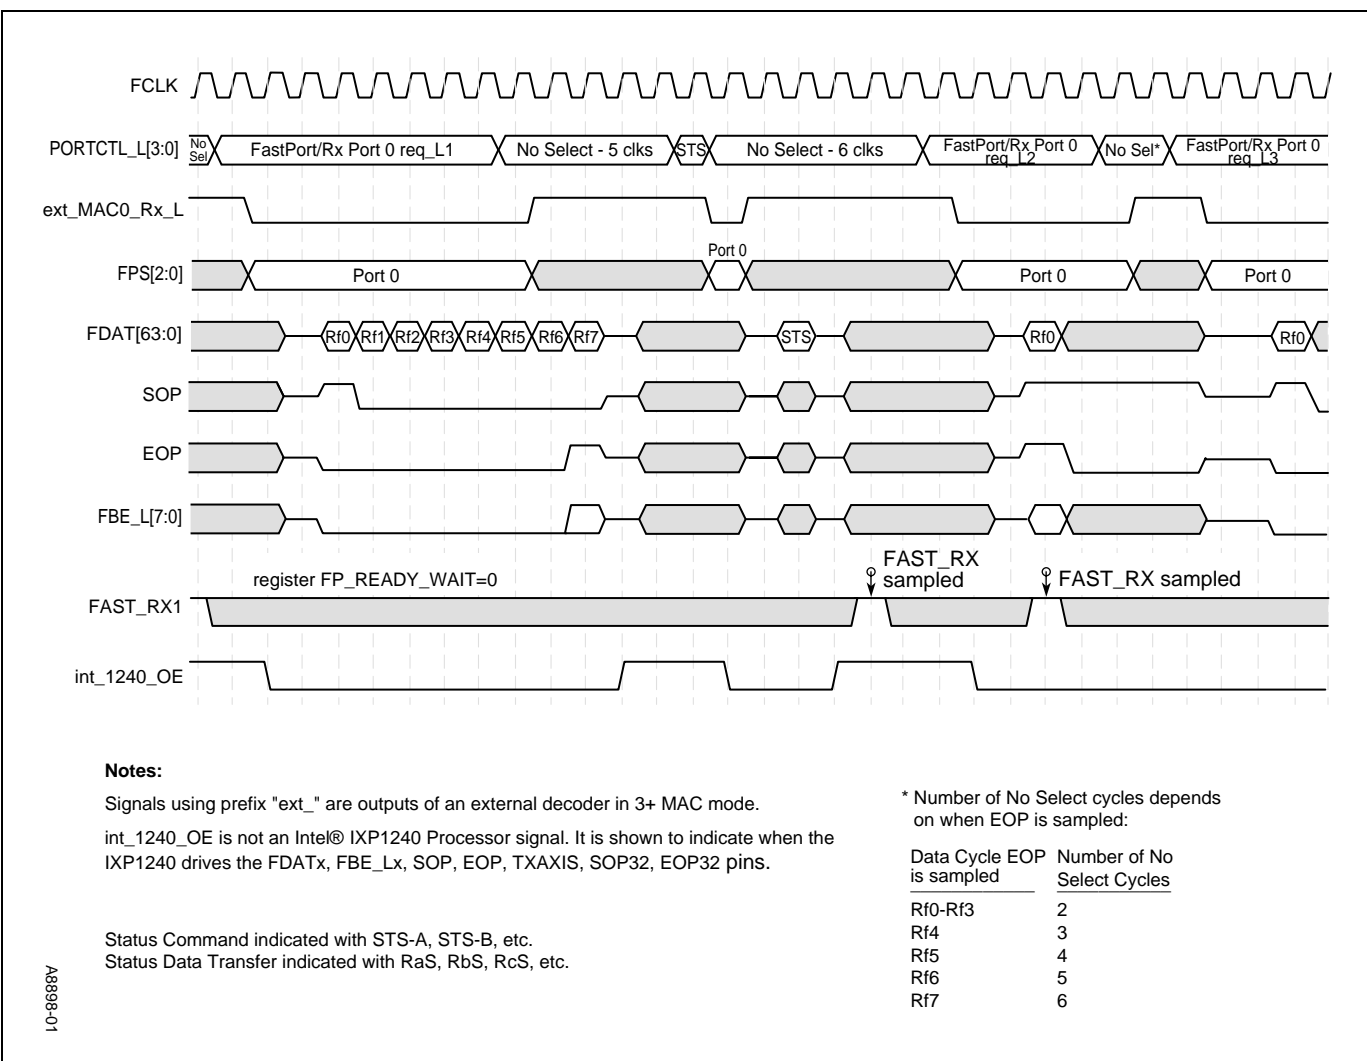 FCLK
PORTCTL_L[3:0]
No Sel
FastPort/Rx Port 0 req_L1
No Select - 5 clks
STS
No Select - 6 clks
FastPort/Rx Port 0
req_L2
No Sel*
FastPort/Rx Port 0
req_L3
ext_MAC0_Rx_L
FPS[2:0]
Port 0
Port 0
Port 0
Port 0
FDAT[63:0]
Rf0 Rf1 Rf2 Rf3 Rf4 Rf5 Rf6 Rf7
STS
Rf0
Rf0
SOP
EOP
FBE_L[7:0]
FAST_RX1
register FP_READY_WAIT=0
FAST_RX
sampled
FAST_RX sampled
int_1240_OE
Notes:
Signals using prefix "ext_" are outputs of an external decoder in 3+ MAC mode.
int_1240_OE is not an Intel® IXP1240 Processor signal. It is shown to indicate when the
IXP1240 drives the FDATx, FBE_Lx, SOP, EOP, TXAXIS, SOP32, EOP32 pins.
Status Command indicated with STS-A, STS-B, etc.
Status Data Transfer indicated with RaS, RbS, RcS, etc.
* Number of No Select cycles depends
on when EOP is sampled:
Data Cycle EOP Number of No
is sampled Select Cycles
Rf0-Rf3 2
Rf4 3
Rf5 4
Rf6 5
Rf7 6
A8898-01